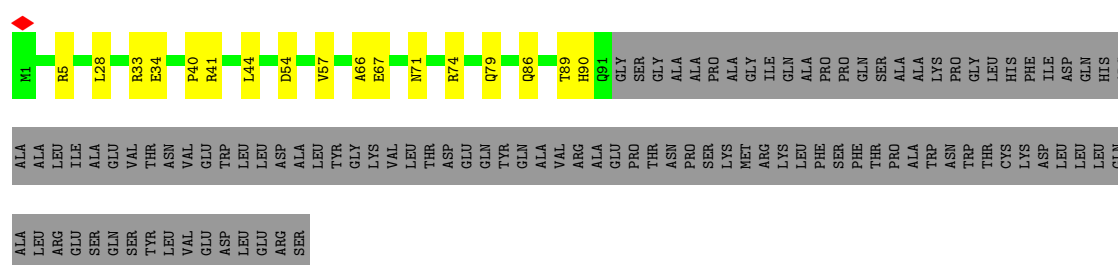 M1 R5 L28 R33 E34 P40 R41 L44 D54 V57 A66 E67 N71 R74 Q79 Q86 T89 H90 Q91 GLY SER GLY ALA ALA PRO ALA GLY ILE GLN ALA PRO PRO GLN SER ALA ALA LYS PRO GLY LEU HIS PHE ILE ASP GLN HIS
ALA ALA LEU ILE ALA GLU VAL THR ASN VAL GLU TRP LEU LEU ASP ALA LEU TYR GLY LYS VAL LEU THR ASP GLU GLN TYR GLN ALA VAL ARG ALA GLU PRO THR ASN PRO SER LYS MET ARG LYS LEU PHE SER PHE THR PRO ALA TRP ASN TRP THR CYS LYS ASP LEU LEU LEU GLN
ALA LEU ARG GLU SER GLN SER TYR LEU VAL GLU ASP LEU GLU ARG SER